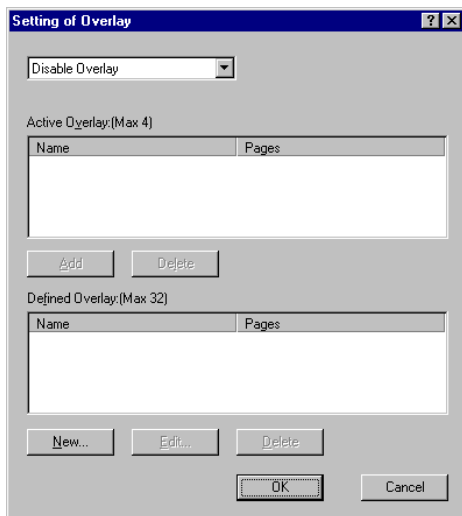 Setting of Overlay
Disable Overlay
Active Overlay:(Max 4)
Name Pages
Add Delete
Defined Overlay:(Max 32)
Name Pages
New... Edit... Delete
OK Cancel